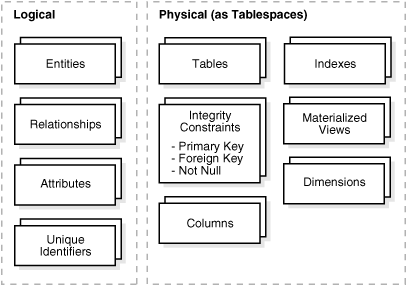 Logical
Entities
Relationships
Attributes
Unique
Identifiers
Physical (as Tablespaces)
Tables
Integrity
Constraints
- Primary Key
- Foreign Key
- Not Null
Columns
Indexes
Materialized
Views
Dimensions